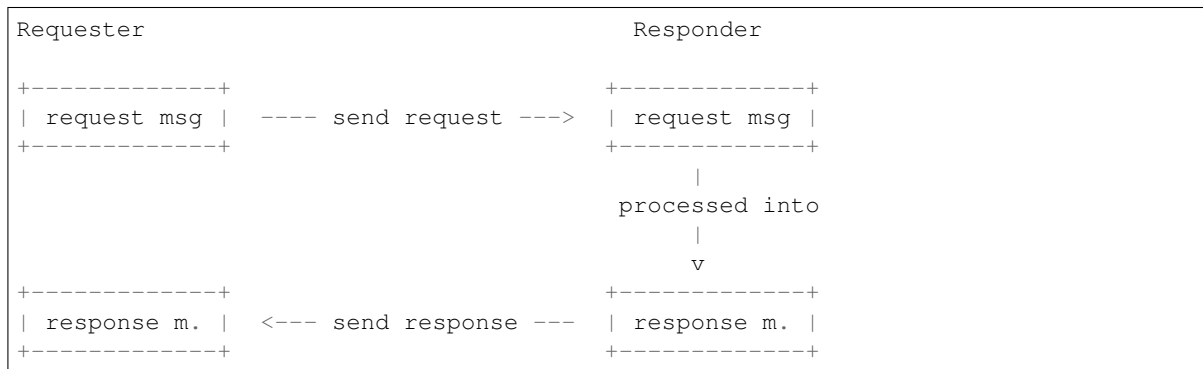 Requester                                    Responder
+-------------+                           +-------------+
| request msg |  ---- send request --->  | request msg |
+-------------+                           +-------------+
                                                |
                                          processed into
                                                |
                                                v
+-------------+                           +-------------+
| response m. |  <--- send response ---  | response m. |
+-------------+                           +-------------+